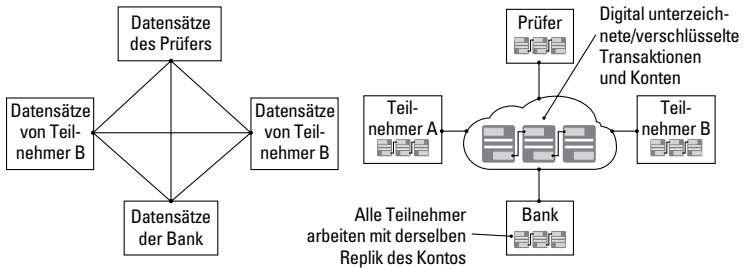 Datensätze
des Prüfers
Datensätze
von Teil-
nehmer B
Datensätze
von Teil-
nehmer B
Datensätze
der Bank
Prüfer
Digital unterzeich-
nete/verschlüsselte
Transaktionen
und Konten
Teil-
nehmer A
Teil-
nehmer B
Alle Teilnehmer
arbeiten mit derselben
Replik des Kontos
Bank